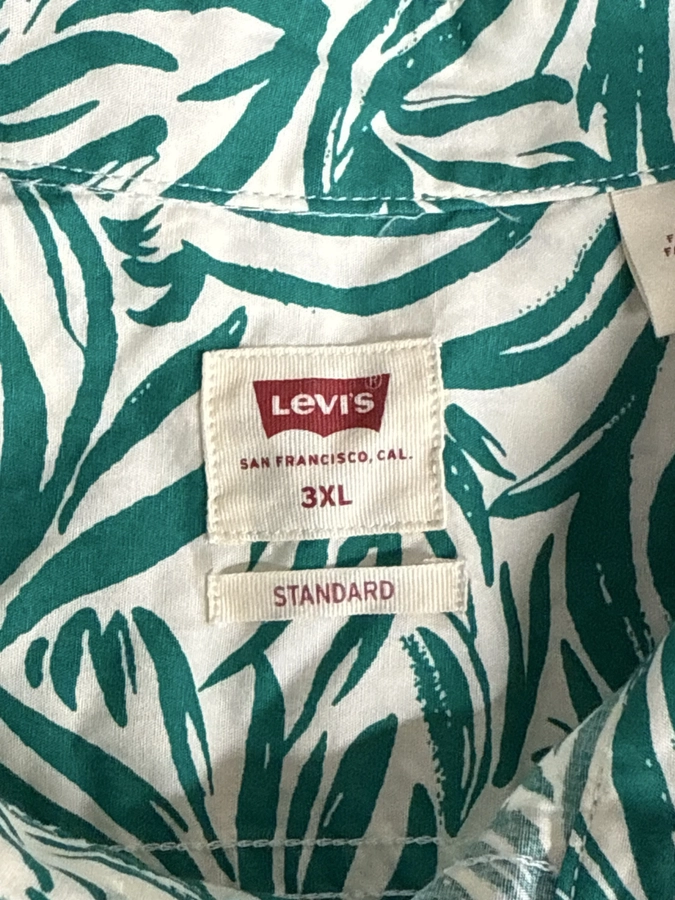 LEVI'S®
SAN FRANCISCO, CAL.
3XL
STANDARD